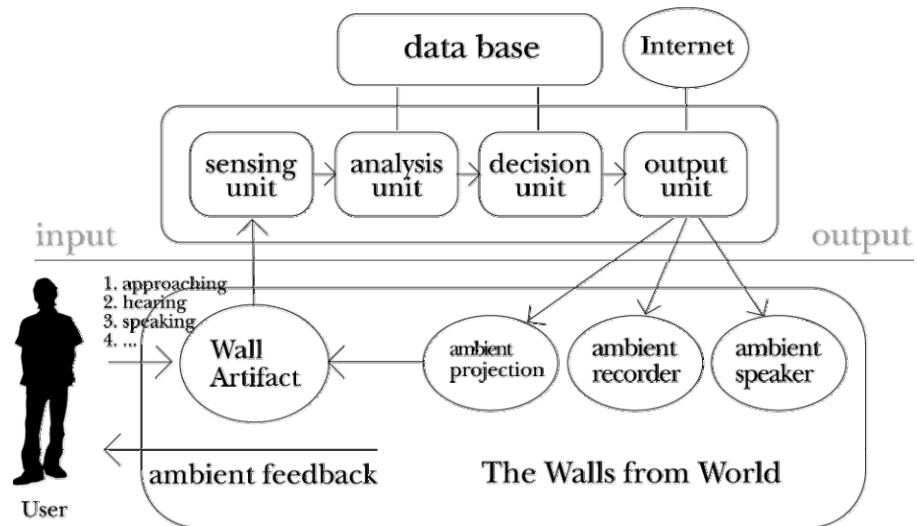 data base
Internet
sensing
unit
analysis
unit
decision
unit
output
unit
input
output
1. approaching
2. hearing
3. speaking
4. ...
Wall
Artifact
ambient
projection
ambient
recorder
ambient
speaker
ambient feedback
The Walls from World
User